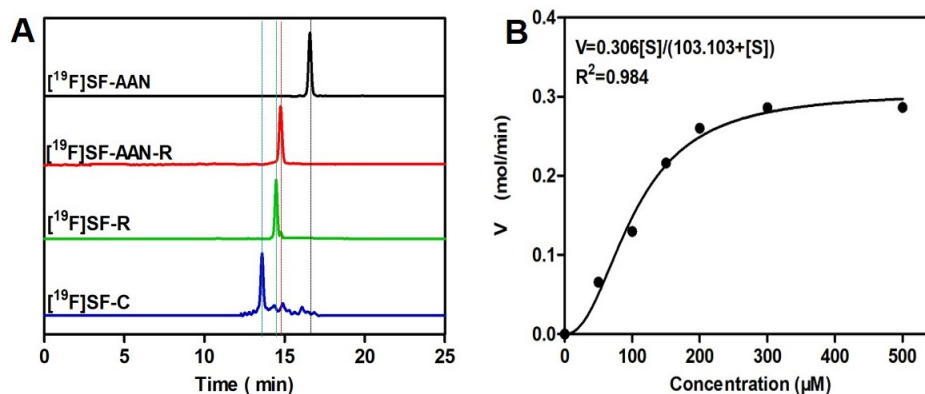 A
[¹⁹F]SF-AAN
[¹⁹F]SF-AAN-R
[¹⁹F]SF-R
[¹⁹F]SF-C
0 5 10 15 20 25
Time ( min)
B
V=0.306[S]/(103.103+[S])
R²=0.984
0.4
0.3
0.2
0.1
0.0
V (mol/min)
0 100 200 300 400 500
Concentration (µM)